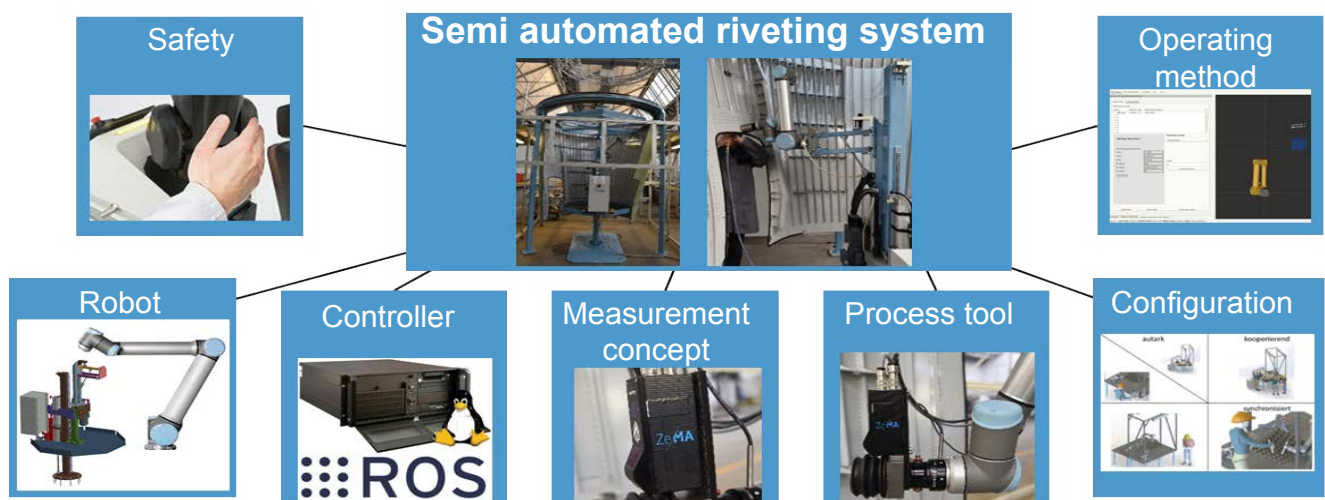 Safety
Semi automated riveting system
Operating
method
Robot
Controller
ROS
Measurement
concept
ZeMA
Process tool
ZeMA
Configuration
autark
kooperierend
synchronisiert